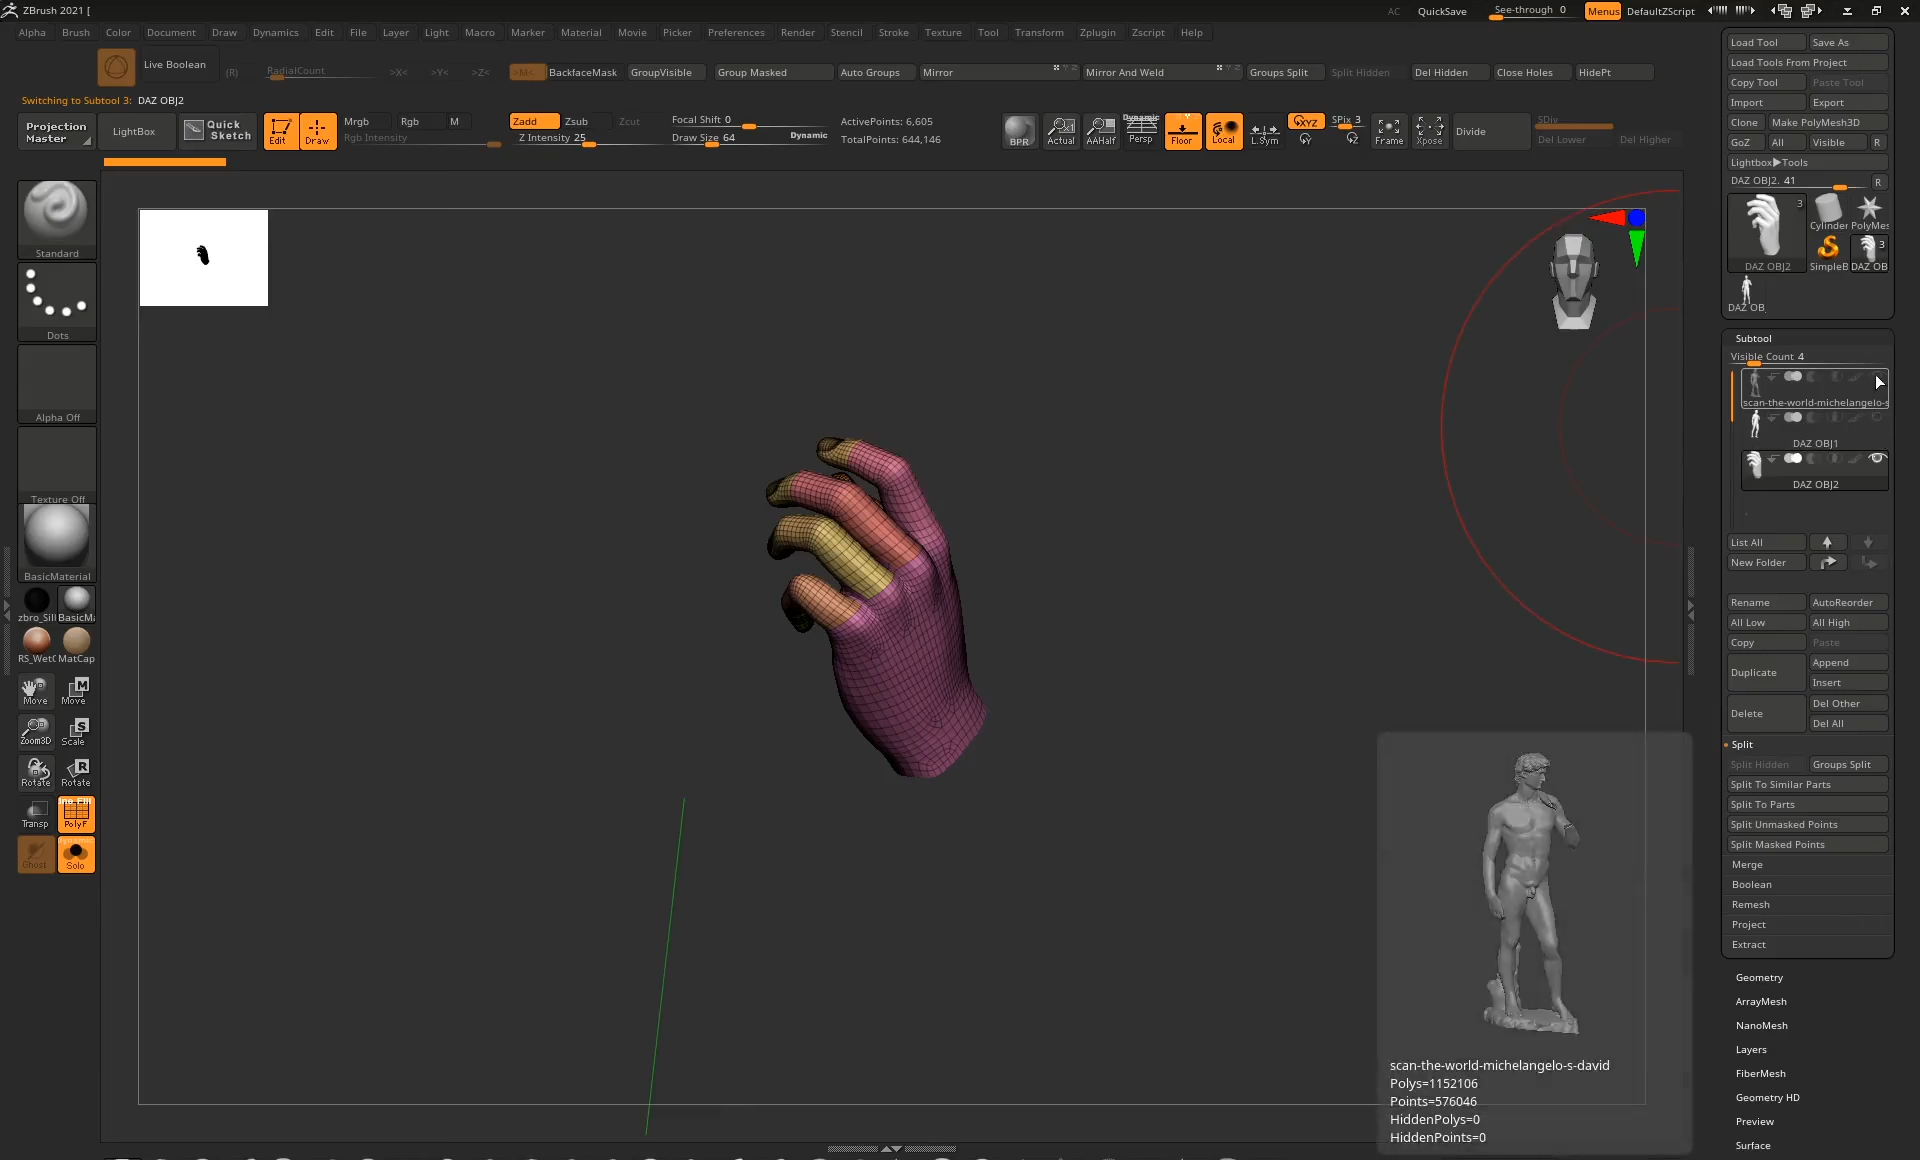 ZBrush 2021 [
AC QuickSave See-through 0 Menus DefaultZScript
Alpha Brush Color Document Draw Dynamics Edit File Layer Light Macro Marker Material Movie Picker Preferences Render Stencil Stroke Texture Tool Transform Zplugin Zscript Help
Live Boolean (R) RadialCount >X< >Y< >Z< >M< BackfaceMask GroupVisible Group Masked Auto Groups Mirror Mirror And Weld Groups Split Split Hidden Del Hidden Close Holes HidePt
Switching to Subtool 3: DAZ OBJ2
Projection Master
LightBox
Quick Sketch
Edit
Draw
Mrgb Rgb M
Rgb Intensity
Zadd Zsub Zcut
Z Intensity 25
Focal Shift 0
Draw Size 64 Dynamic
ActivePoints: 6,605
TotalPoints: 644,146
BPR
Actual
AAHalf
Dynamic
Persp
Floor
Local
L.Sym
XYZ
Y
Z
SPix 3
Frame
Xpose
Divide
SDiv
Del Lower Del Higher
Standard
Dots
Alpha Off
Texture Off
BasicMaterial
zbro_Sill BasicMa
RS_WetC MatCap
Move M Move
Zoom3D S Scale
Rotate R Rotate
Transp PolyF
Ghost Solo
Load Tool Save As
Load Tools From Project
Copy Tool Paste Tool
Import Export
Clone Make PolyMesh3D
GoZ All Visible R
Lightbox▶Tools
DAZ OBJ2. 41 R
3
DAZ OBJ2
Cylinder PolyMes
3
SimpleB DAZ OB
DAZ OB
Subtool
Visible Count 4
scan-the-world-michelangelo-s
DAZ OBJ1
DAZ OBJ2
List All
New Folder
Rename AutoReorder
All Low All High
Copy Paste
Duplicate Append
Insert
Delete Del Other
Del All
Split
Split Hidden Groups Split
Split To Similar Parts
Split To Parts
Split Unmasked Points
Split Masked Points
Merge
Boolean
Remesh
Project
Extract
Geometry
ArrayMesh
NanoMesh
Layers
FiberMesh
Geometry HD
Preview
Surface
scan-the-world-michelangelo-s-david
Polys=1152106
Points=576046
HiddenPolys=0
HiddenPoints=0